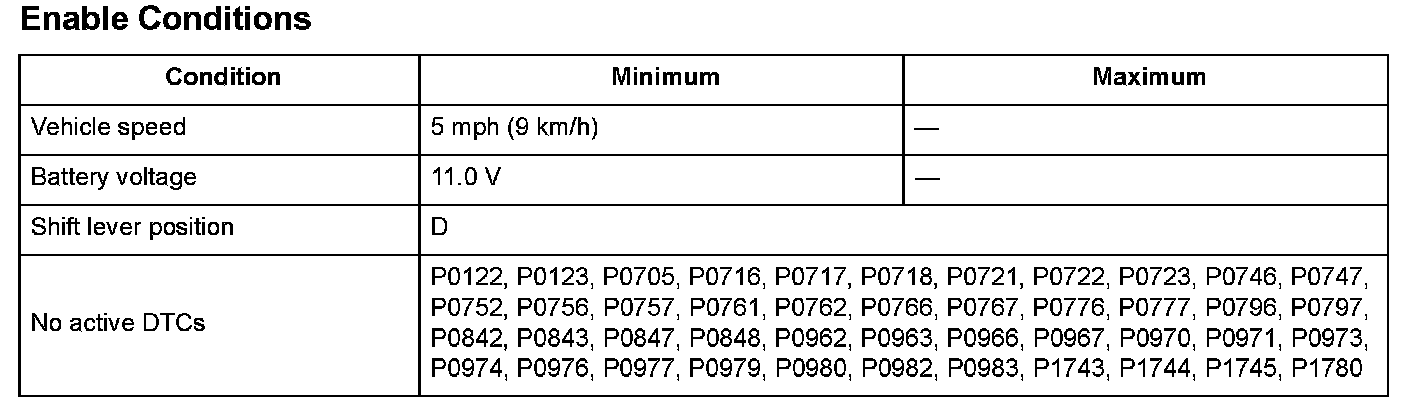 Enable Conditions
Condition Minimum Maximum
Vehicle speed 5 mph (9 km/h) —
Battery voltage 11.0 V —
Shift lever position D
No active DTCs
P0122, P0123, P0705, P0716, P0717, P0718, P0721, P0722, P0723, P0746, P0747,
P0752, P0756, P0757, P0761, P0762, P0766, P0767, P0776, P0777, P0796, P0797,
P0842, P0843, P0847, P0848, P0962, P0963, P0966, P0967, P0970, P0971, P0973,
P0974, P0976, P0977, P0979, P0980, P0982, P0983, P1743, P1744, P1745, P1780